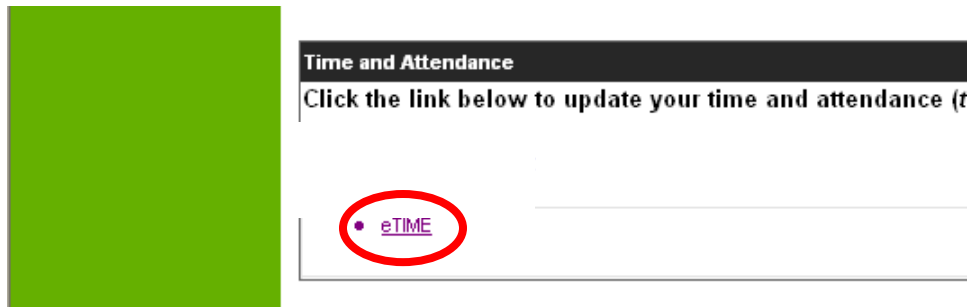 Time and Attendance
Click the link below to update your time and attendance (t
• eTIME